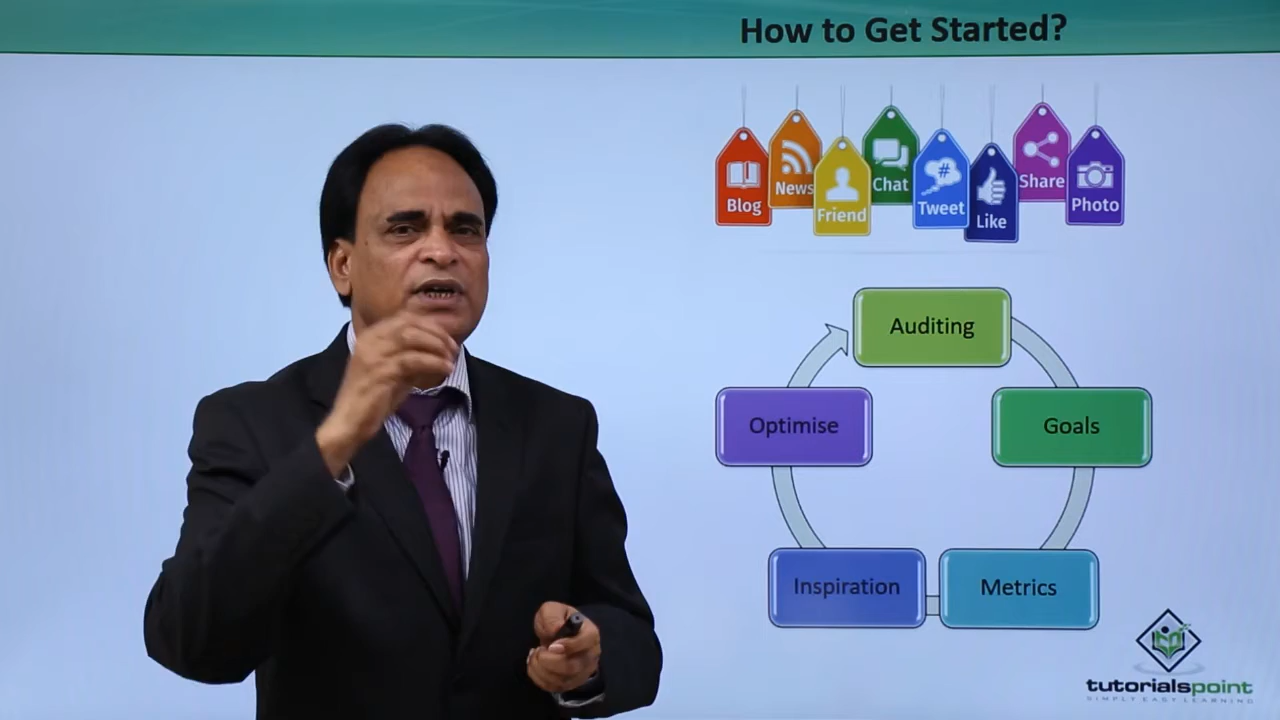 How to Get Started?
Blog
News
Friend
Chat
Tweet
#
Like
Share
Photo
Auditing
Optimise
Goals
Inspiration
Metrics
tutorialspoint
SIMPLY EASY LEARNING